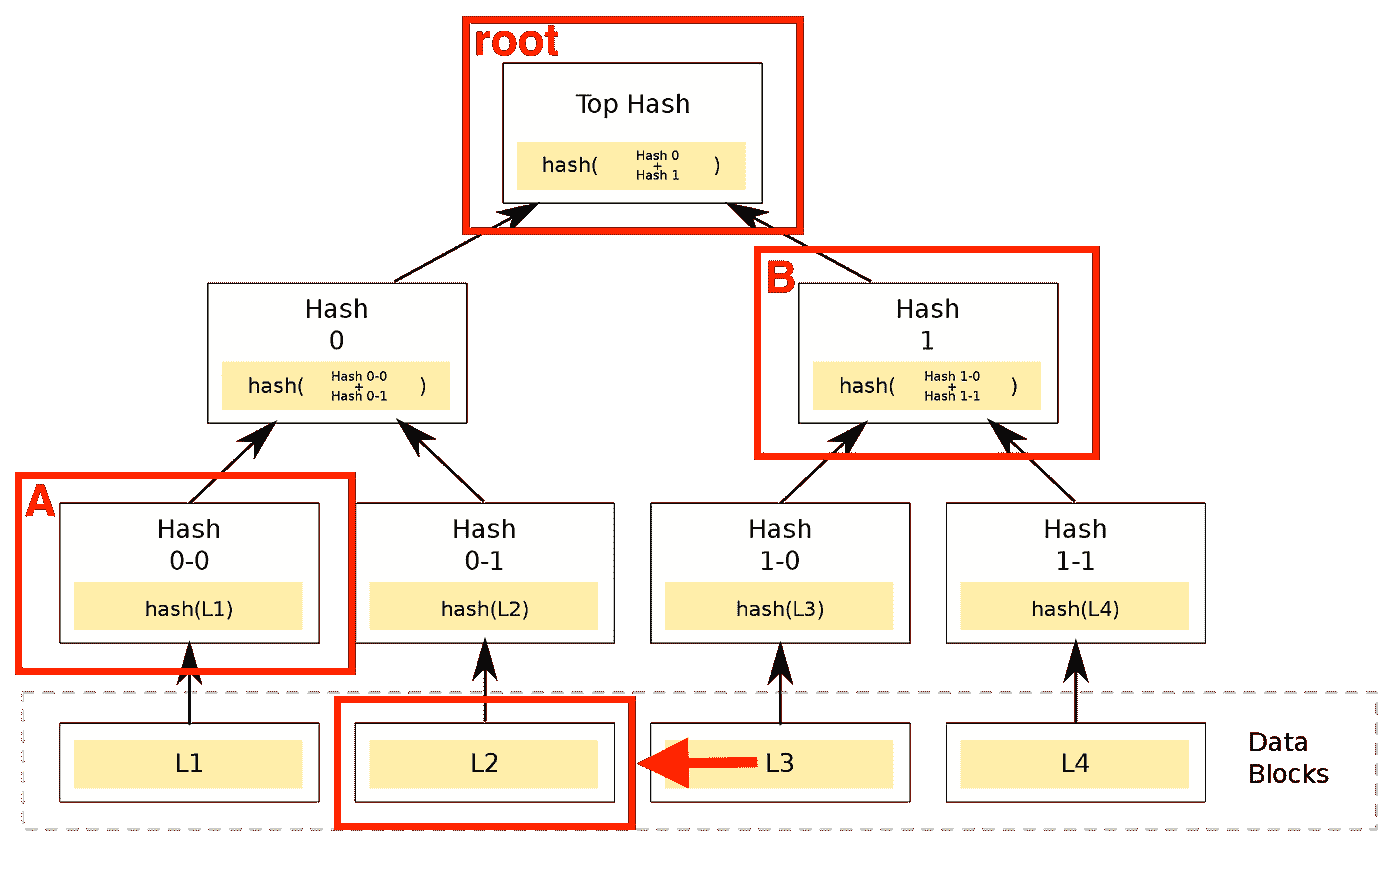 root
Top Hash
hash( Hash 0 + Hash 1 )
B
Hash
0
hash( Hash 0-0 + Hash 0-1 )
Hash
1
hash( Hash 1-0 + Hash 1-1 )
A
Hash
0-0
hash(L1)
Hash
0-1
hash(L2)
Hash
1-0
hash(L3)
Hash
1-1
hash(L4)
L1
L2
L3
L4
Data
Blocks